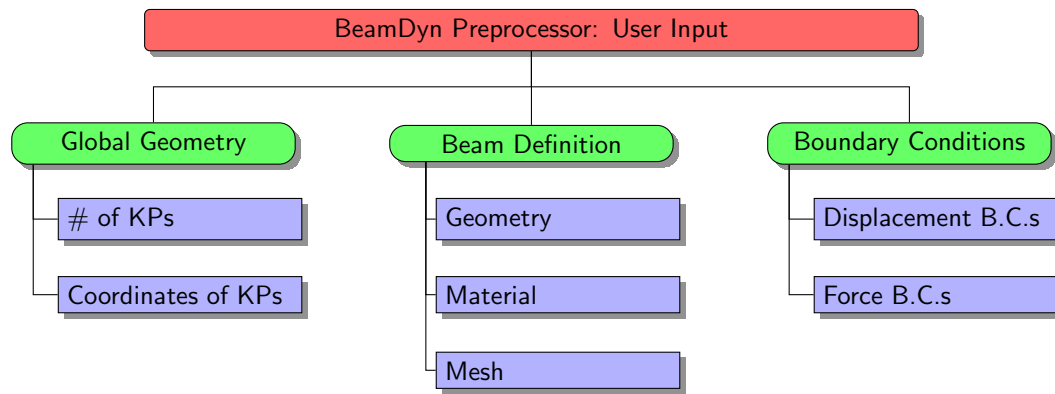 BeamDyn Preprocessor: User Input
Global Geometry
# of KPs
Coordinates of KPs
Beam Definition
Geometry
Material
Mesh
Boundary Conditions
Displacement B.C.s
Force B.C.s